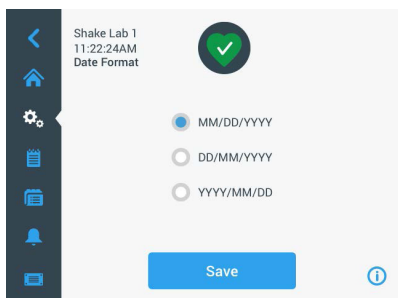 Shake Lab 1
11:22:24AM
Date Format
MM/DD/YYYY
DD/MM/YYYY
YYYY/MM/DD
Save